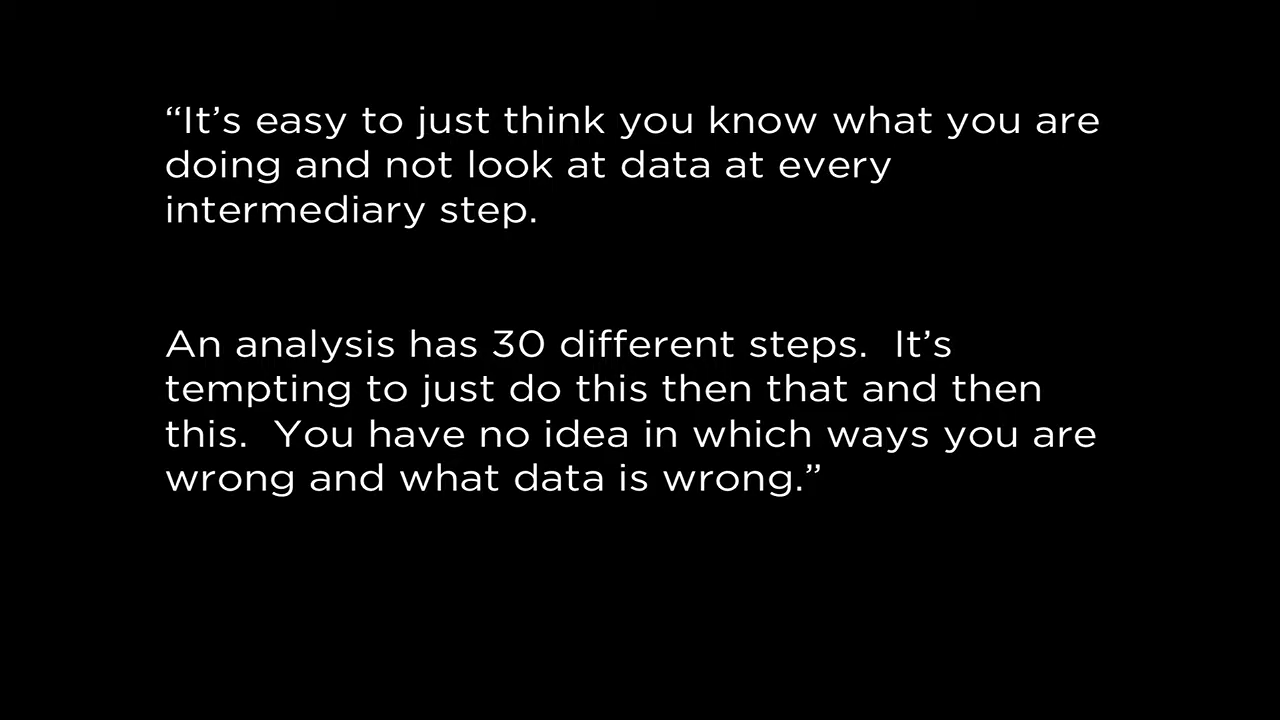 “It’s easy to just think you know what you are
doing and not look at data at every
intermediary step.
An analysis has 30 different steps.  It’s
tempting to just do this then that and then
this.  You have no idea in which ways you are
wrong and what data is wrong.”